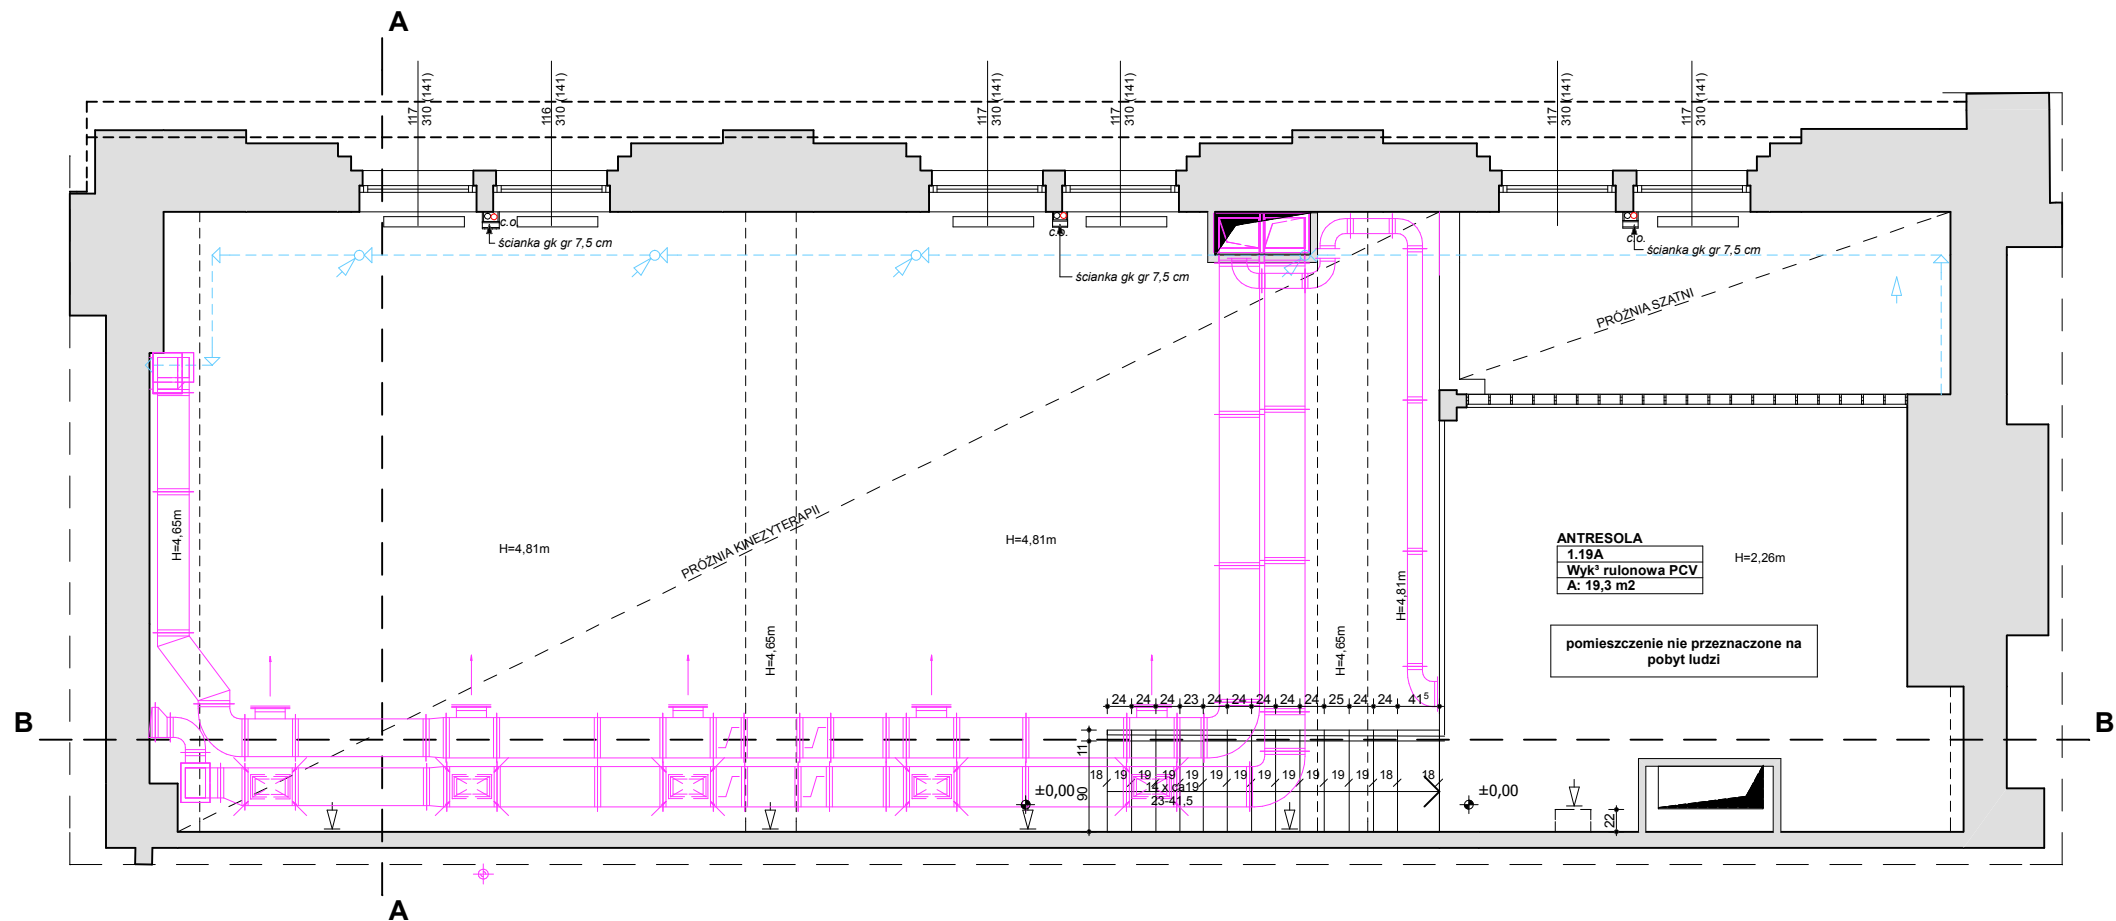 A
117
310 (141)
116
310 (141)
117
310 (141)
117
310 (141)
117
310 (141)
117
310 (141)
c.o.
ścianka gk gr 7,5 cm
c.o.
ścianka gk gr 7,5 cm
c.o.
ścianka gk gr 7,5 cm
PRÓŻNIA SZATNI
PRÓŻNIA KINEZYTERAPII
H=4,65m
H=4,81m
H=4,81m
H=4,65m
H=4,65m
H=4,81m
ANTRESOLA
1.19A
Wyk³ rulonowa PCV
A: 19,3 m2
H=2,26m
pomieszczenie nie przeznaczone na
pobyt ludzi
24 24 24 23 24 24 24 24 24 25 24 24 41⁵
B
B
11
90
18 19 19 19 19 19 19 19 19 19 19 19 18 18
14 x ca19
23-41,5
±0,00
±0,00
22
A